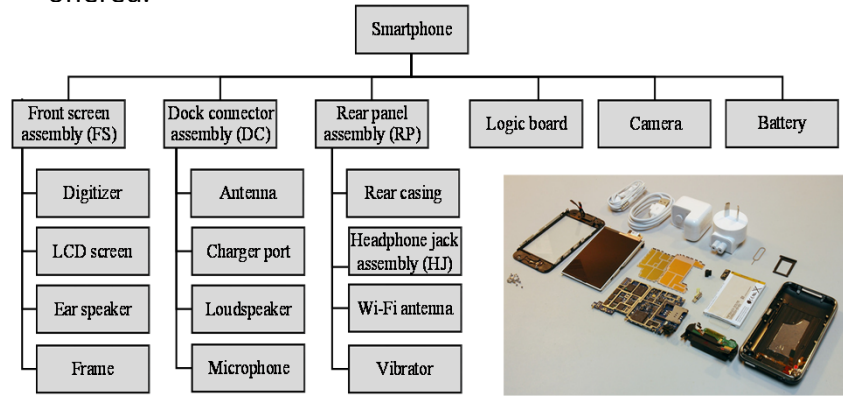 Smartphone
Front screen
assembly (FS)
Dock connector
assembly (DC)
Rear panel
assembly (RP)
Logic board
Camera
Battery
Digitizer
LCD screen
Ear speaker
Frame
Antenna
Charger port
Loudspeaker
Microphone
Rear casing
Headphone jack
assembly (HJ)
Wi-Fi antenna
Vibrator